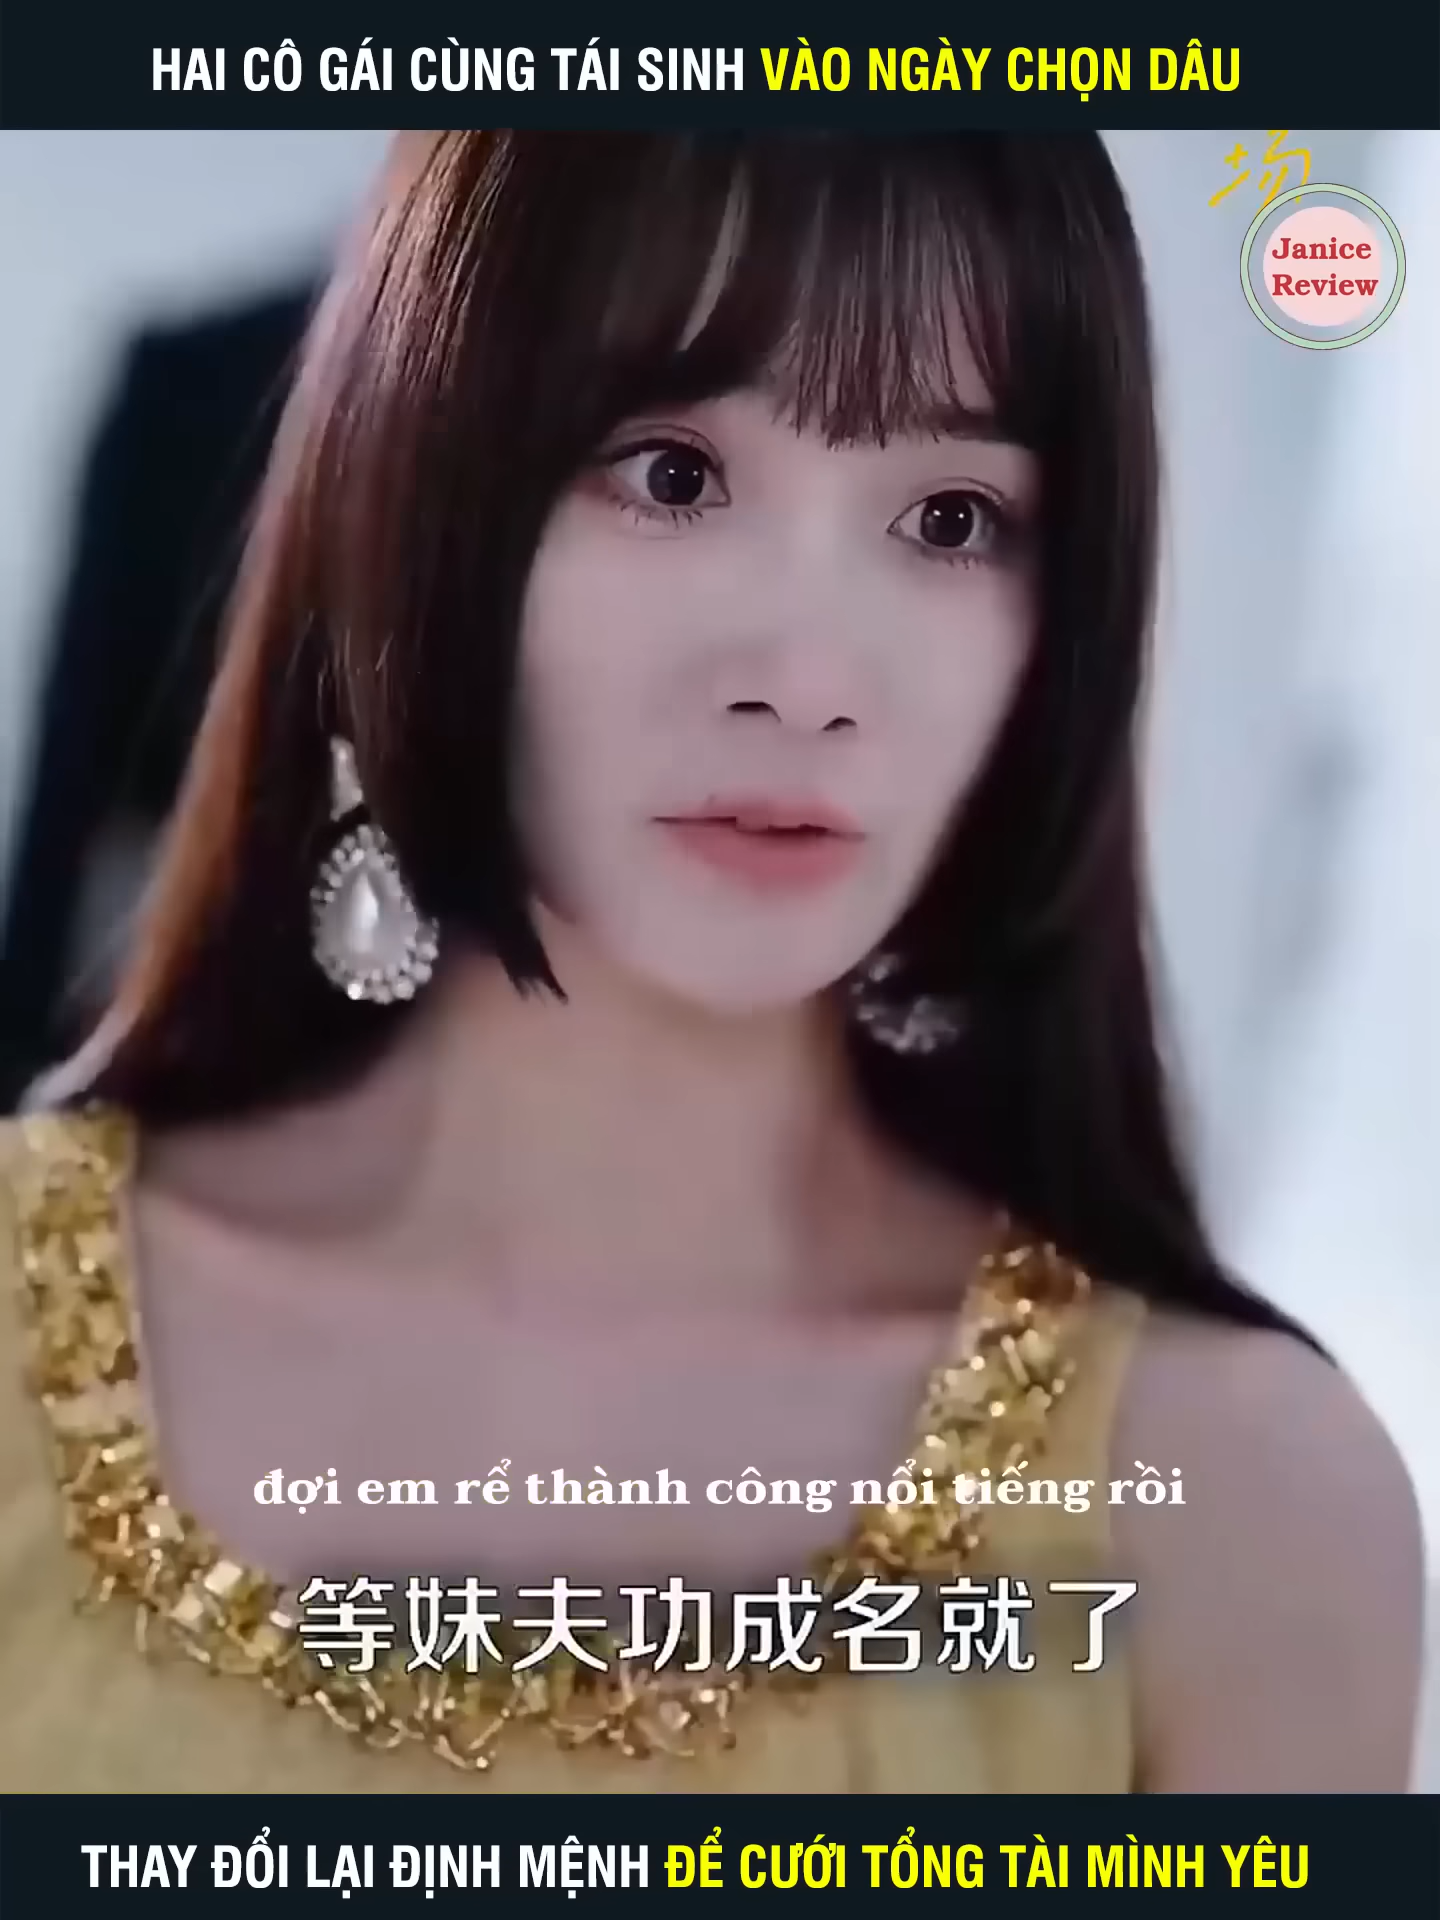 HAI CÔ GÁI CÙNG TÁI SINH VÀO NGÀY CHỌN DÂU
场
Janice
Review
đợi em rể thành công nổi tiếng rồi
等妹夫功成名就了
THAY ĐỔI LẠI ĐỊNH MỆNH ĐỂ CƯỚI TỔNG TÀI MÌNH YÊU